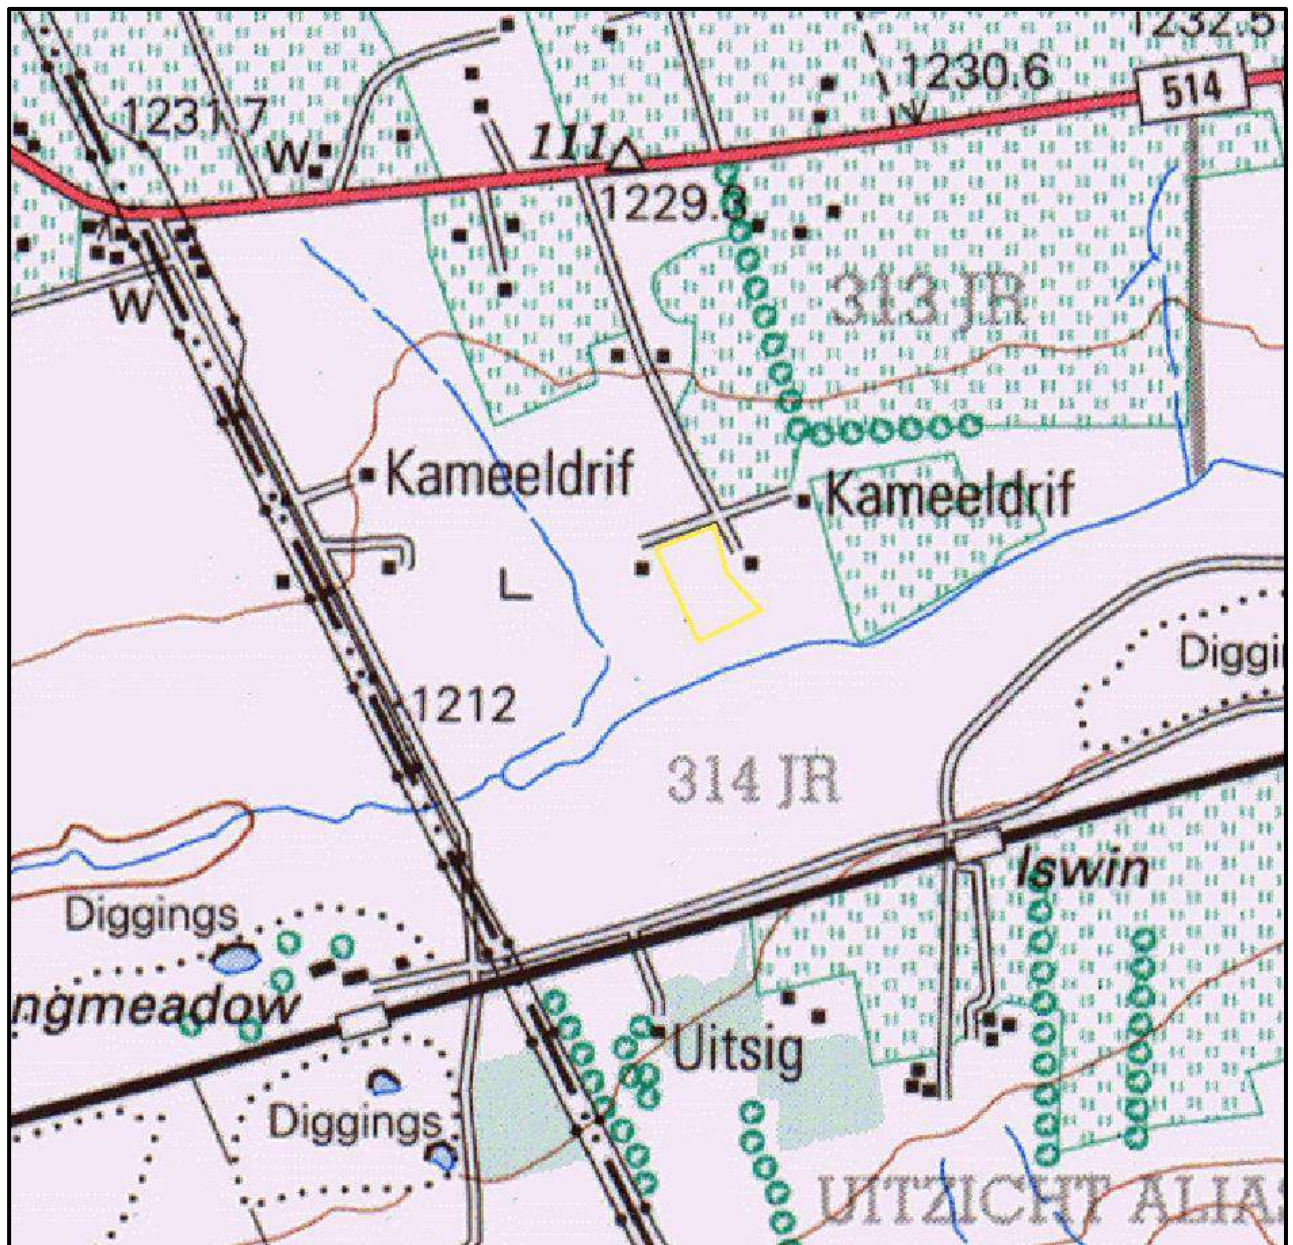 1232.5
1230.6
514
1231.7
W
111
1229.3
313 JR
W
Kameeldrif
Kameeldrif
L
Diggi
1212
314 JR
Iswin
Diggings
ngmeadow
Uitsig
Diggings
UITZICHT ALIAS